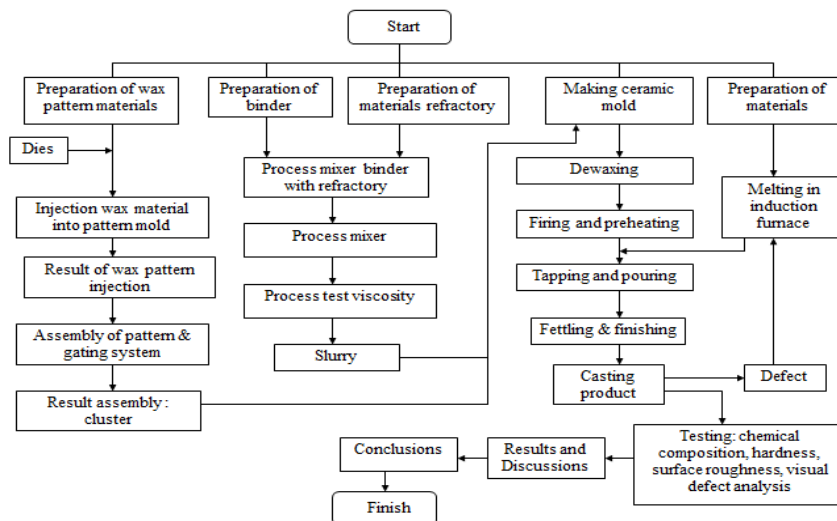 Start
Preparation of wax
pattern materials
Preparation of
binder
Preparation of
materials refractory
Making ceramic
mold
Preparation of
materials
Dies
Process mixer binder
with refractory
Dewaxing
Melting in
induction
furnace
Injection wax material
into pattern mold
Process mixer
Firing and preheating
Result of wax pattern
injection
Tapping and pouring
Process test viscosity
Assembly of pattern &
gating system
Fettling & finishing
Slurry
Result assembly :
cluster
Casting
product
Defect
Testing: chemical
composition, hardness,
surface roughness, visual
defect analysis
Results and
Discussions
Conclusions
Finish